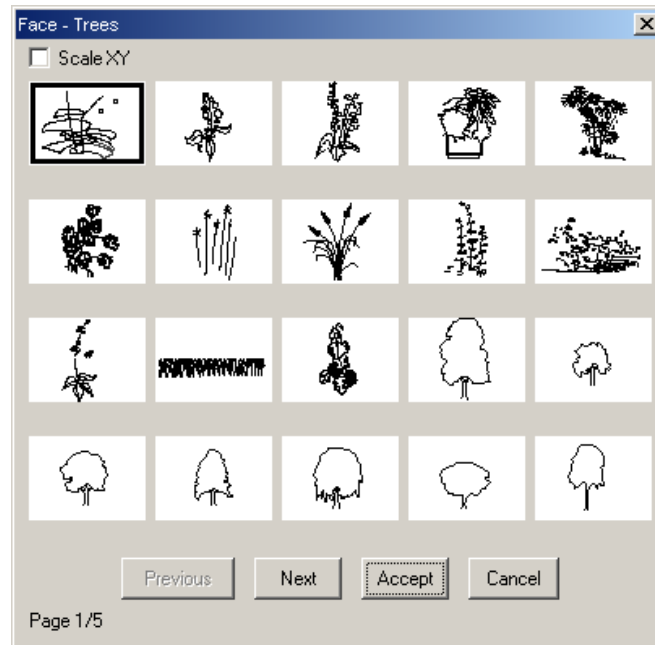 Face - Trees
Scale XY
Previous
Next
Accept
Cancel
Page 1/5